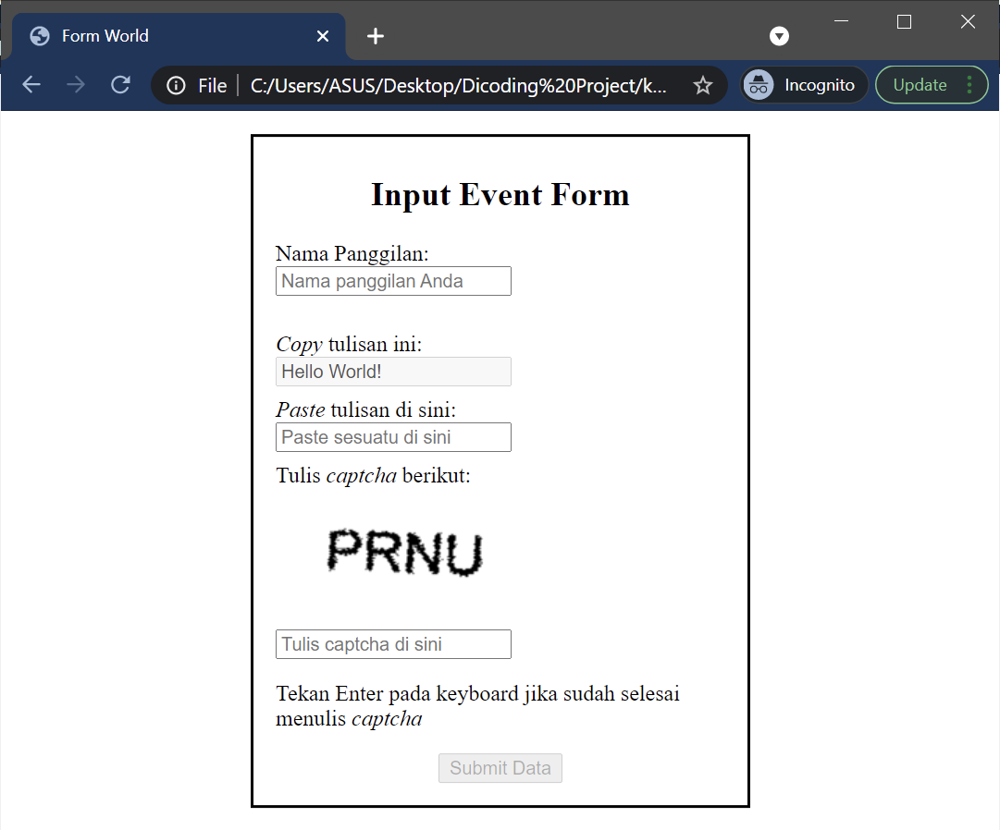 Form World
File
C:/Users/ASUS/Desktop/Dicoding%20Project/k...
Incognito
Update
Input Event Form
Nama Panggilan:
Nama panggilan Anda
Copy tulisan ini:
Hello World!
Paste tulisan di sini:
Paste sesuatu di sini
Tulis captcha berikut:
PRNU
Tulis captcha di sini
Tekan Enter pada keyboard jika sudah selesai
menulis captcha
Submit Data